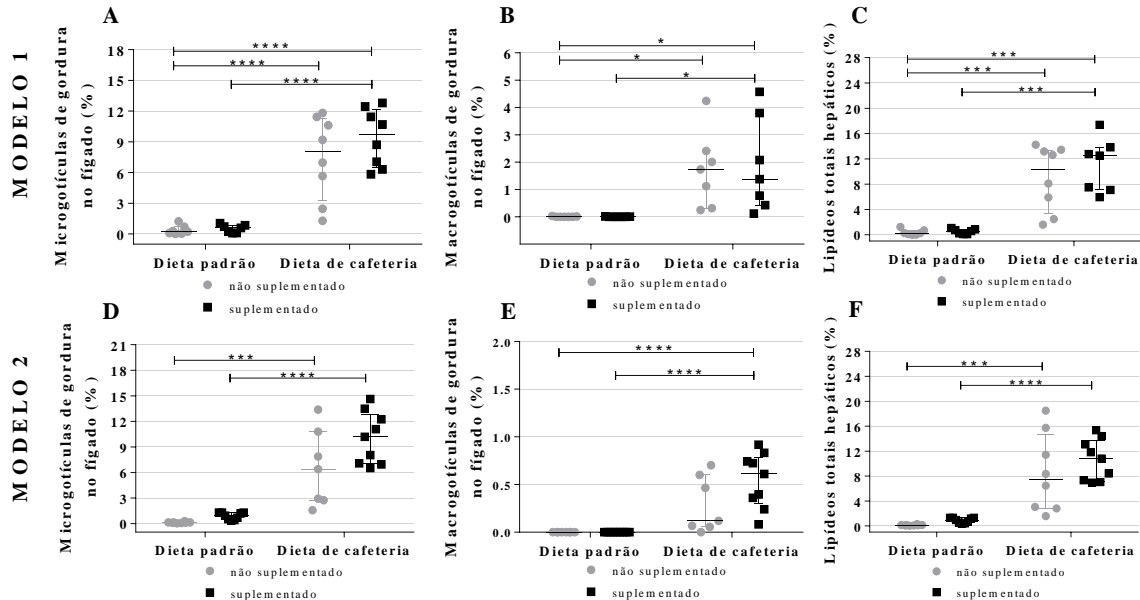 MODELO 1
A
Microgotículas de gordura
no fígado (%)
18
15
12
9
6
3
0
****
****
****
Dieta padrão Dieta de cafeteria
não suplementado
suplementado
B
Macrogotículas de gordura
no fígado (%)
6
5
4
3
2
1
0
*
*
*
Dieta padrão Dieta de cafeteria
não suplementado
suplementado
C
Lipídeos totais hepáticos (%)
28
24
20
16
12
8
4
0
***
***
***
Dieta padrão Dieta de cafeteria
não suplementado
suplementado
MODELO 2
D
Microgotículas de gordura
no fígado (%)
21
18
15
12
9
6
3
0
***
****
Dieta padrão Dieta de cafeteria
não suplementado
suplementado
E
Macrogotículas de gordura
no fígado (%)
2.0
1.5
1.0
0.5
0.0
****
****
Dieta padrão Dieta de cafeteria
não suplementado
suplementado
F
Lipídeos totais hepáticos (%)
28
24
20
16
12
8
4
0
***
****
Dieta padrão Dieta de cafeteria
não suplementado
suplementado